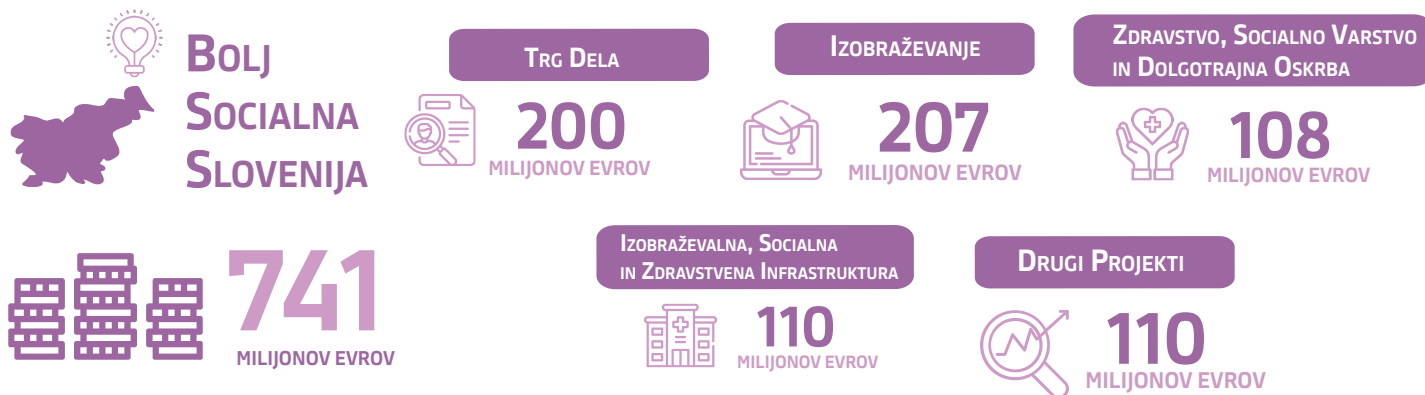 Bolj
Socialna
Slovenija
741
MILIJONOV EVROV
Trg Dela
200
MILIJONOV EVROV
Izobraževanje
207
MILIJONOV EVROV
Zdravstvo, Socialno Varstvo
in Dolgotrajna Oskrba
108
MILIJONOV EVROV
Izobraževalna, Socialna
in Zdravstvena Infrastruktura
110
MILIJONOV EVROV
Drugi Projekti
110
MILIJONOV EVROV